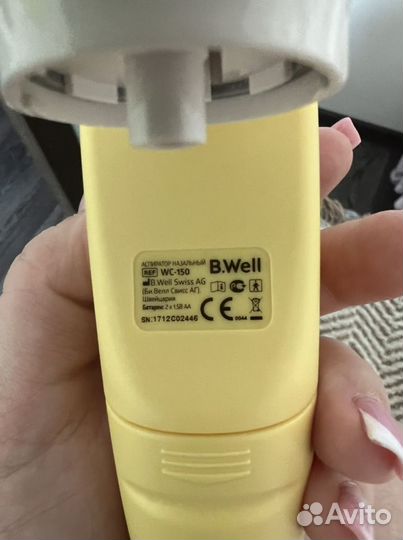 АСПИРАТОР НАЗАЛЬНЫЙ
REF WC-150
B.Well
B.Well Swiss AG
(Би Велл Свисс АГ),
Швейцария
Батареи: 2 x 1.5В AA
SN:1712C02446
CE
0044
Avito